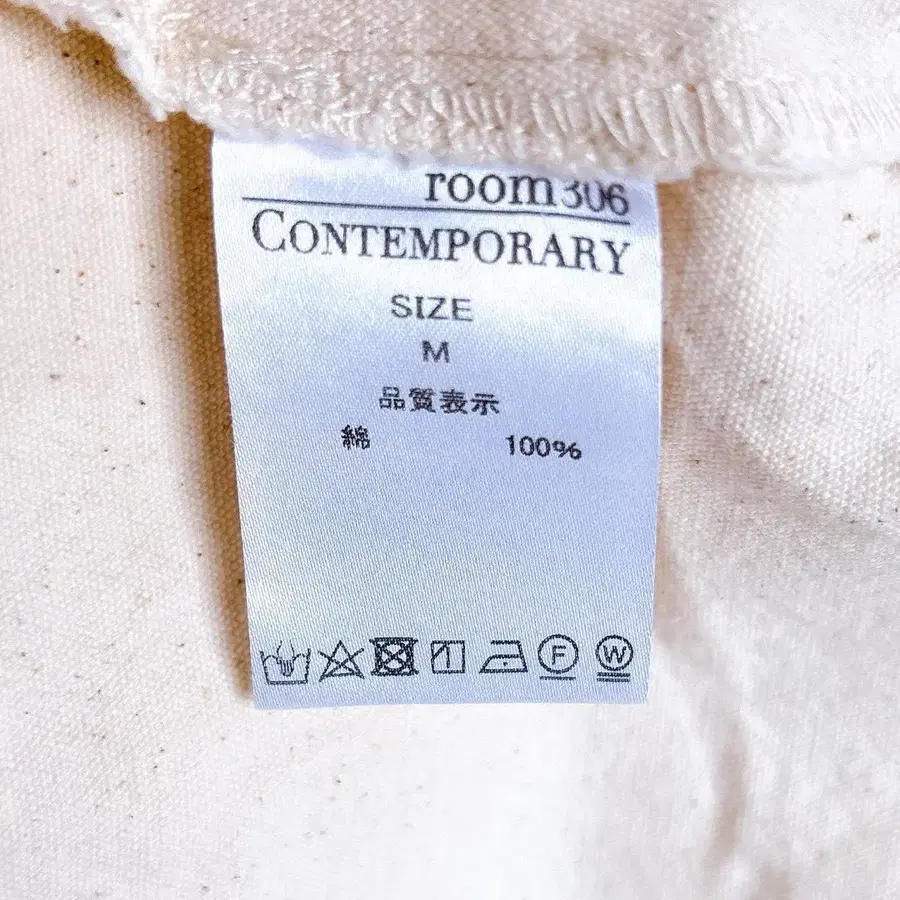 room306
CONTEMPORARY
SIZE
M
品質表示
綿 100%
F W